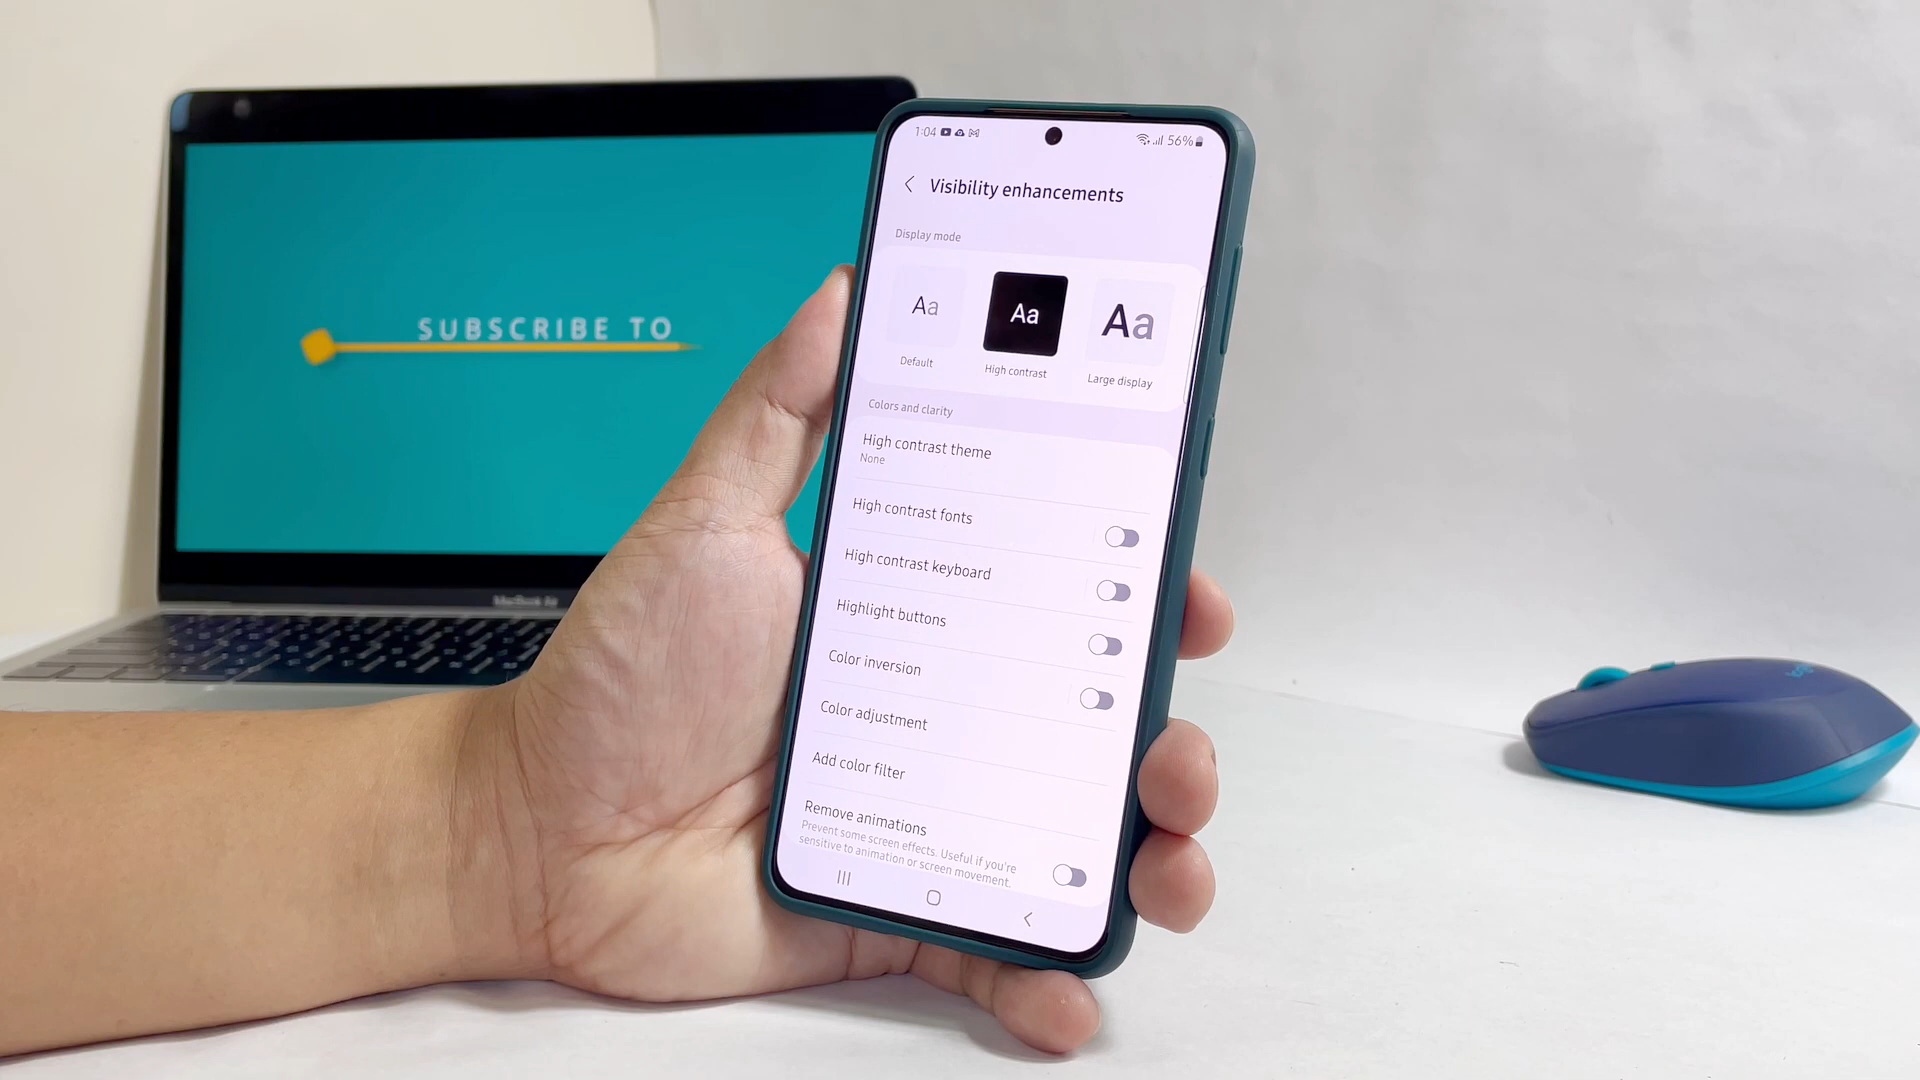 SUBSCRIBE TO
MacBook Air
1:04
56%
Visibility enhancements
Display mode
Aa
Aa
Aa
Default
High contrast
Large display
Colors and clarity
High contrast theme
None
High contrast fonts
High contrast keyboard
Highlight buttons
Color inversion
Color adjustment
Add color filter
Remove animations
Prevent some screen effects. Useful if you're
sensitive to animation or screen movement.